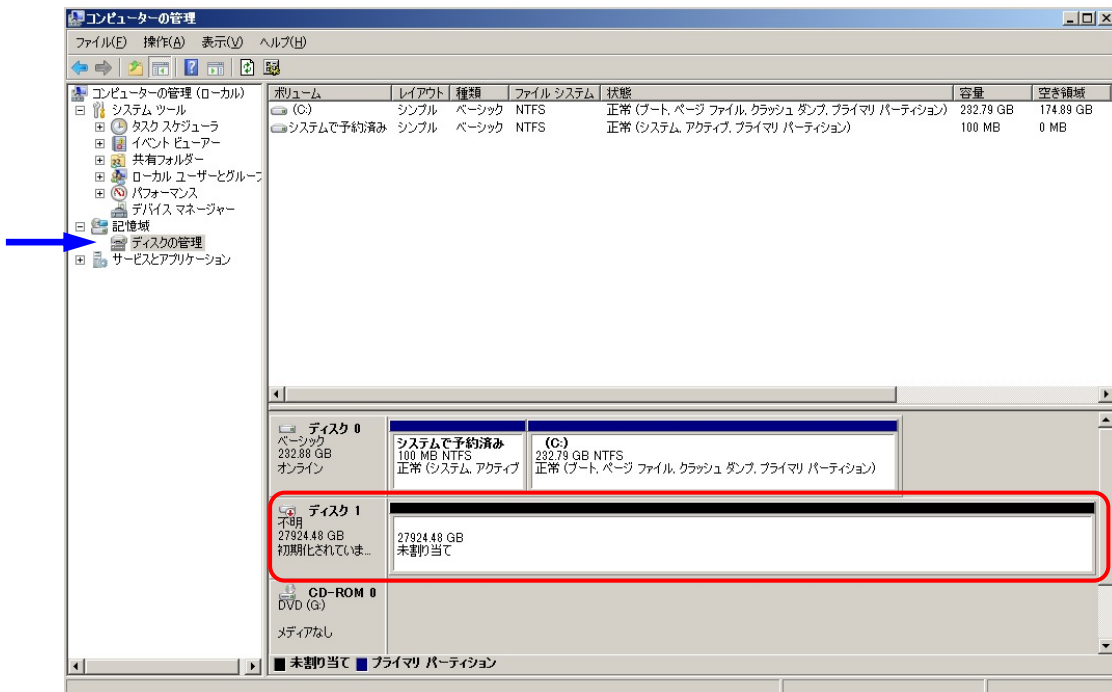 コンピューターの管理
ファイル(F) 操作(A) 表示(V) ヘルプ(H)
コンピューターの管理 (ローカル)
システム ツール
タスク スケジューラ
イベント ビューアー
共有フォルダー
ローカル ユーザーとグループ
パフォーマンス
デバイス マネージャー
記憶域
ディスクの管理
サービスとアプリケーション
ボリューム レイアウト 種類 ファイル システム 状態 容量 空き領域
(C:) シンプル ベーシック NTFS 正常 (ブート, ページ ファイル, クラッシュ ダンプ, プライマリ パーティション) 232.79 GB 174.89 GB
システムで予約済み シンプル ベーシック NTFS 正常 (システム, アクティブ, プライマリ パーティション) 100 MB 0 MB
ディスク 0
ベーシック
232.88 GB
オンライン
システムで予約済み
100 MB NTFS
正常 (システム, アクティブ
(C:)
232.79 GB NTFS
正常 (ブート, ページ ファイル, クラッシュ ダンプ, プライマリ パーティション)
ディスク 1
不明
27924.48 GB
初期化されていま...
27924.48 GB
未割り当て
CD-ROM 0
DVD (G:)
メディアなし
未割り当て プライマリ パーティション